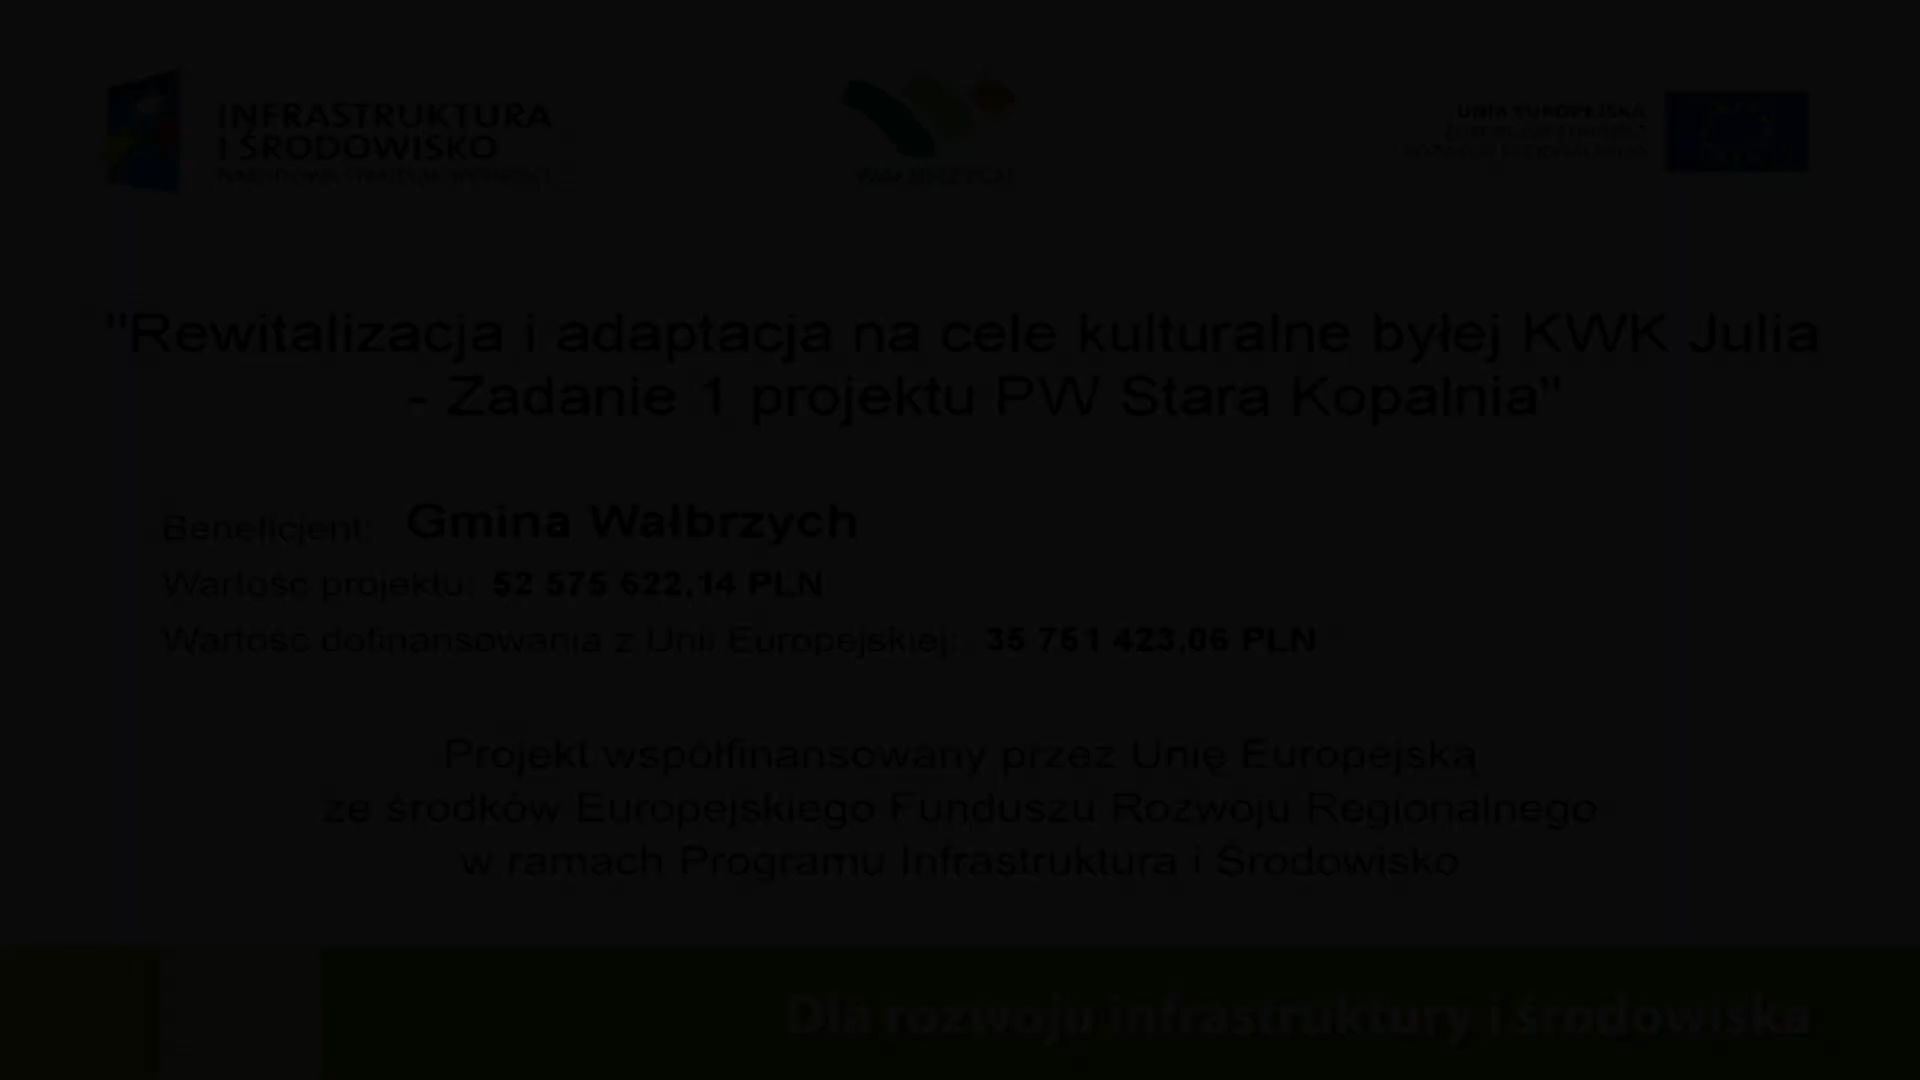 INFRASTRUKTURA
I ŚRODOWISKO
UNIA EUROPEJSKA
"Rewitalizacja i adaptacja na cele kulturalne byłej KWK Julia
- Zadanie 1 projektu PW Stara Kopalnia"
Beneficjent: Gmina Wałbrzych
Wartość projektu: 52 575 622,14 PLN
Wartość dofinansowania z Unii Europejskiej: 35 751 423,06 PLN
Projekt współfinansowany przez Unię Europejską
ze środków Europejskiego Funduszu Rozwoju Regionalnego
w ramach Programu Infrastruktura i Środowisko
Dla rozwoju infrastruktury i środowiska